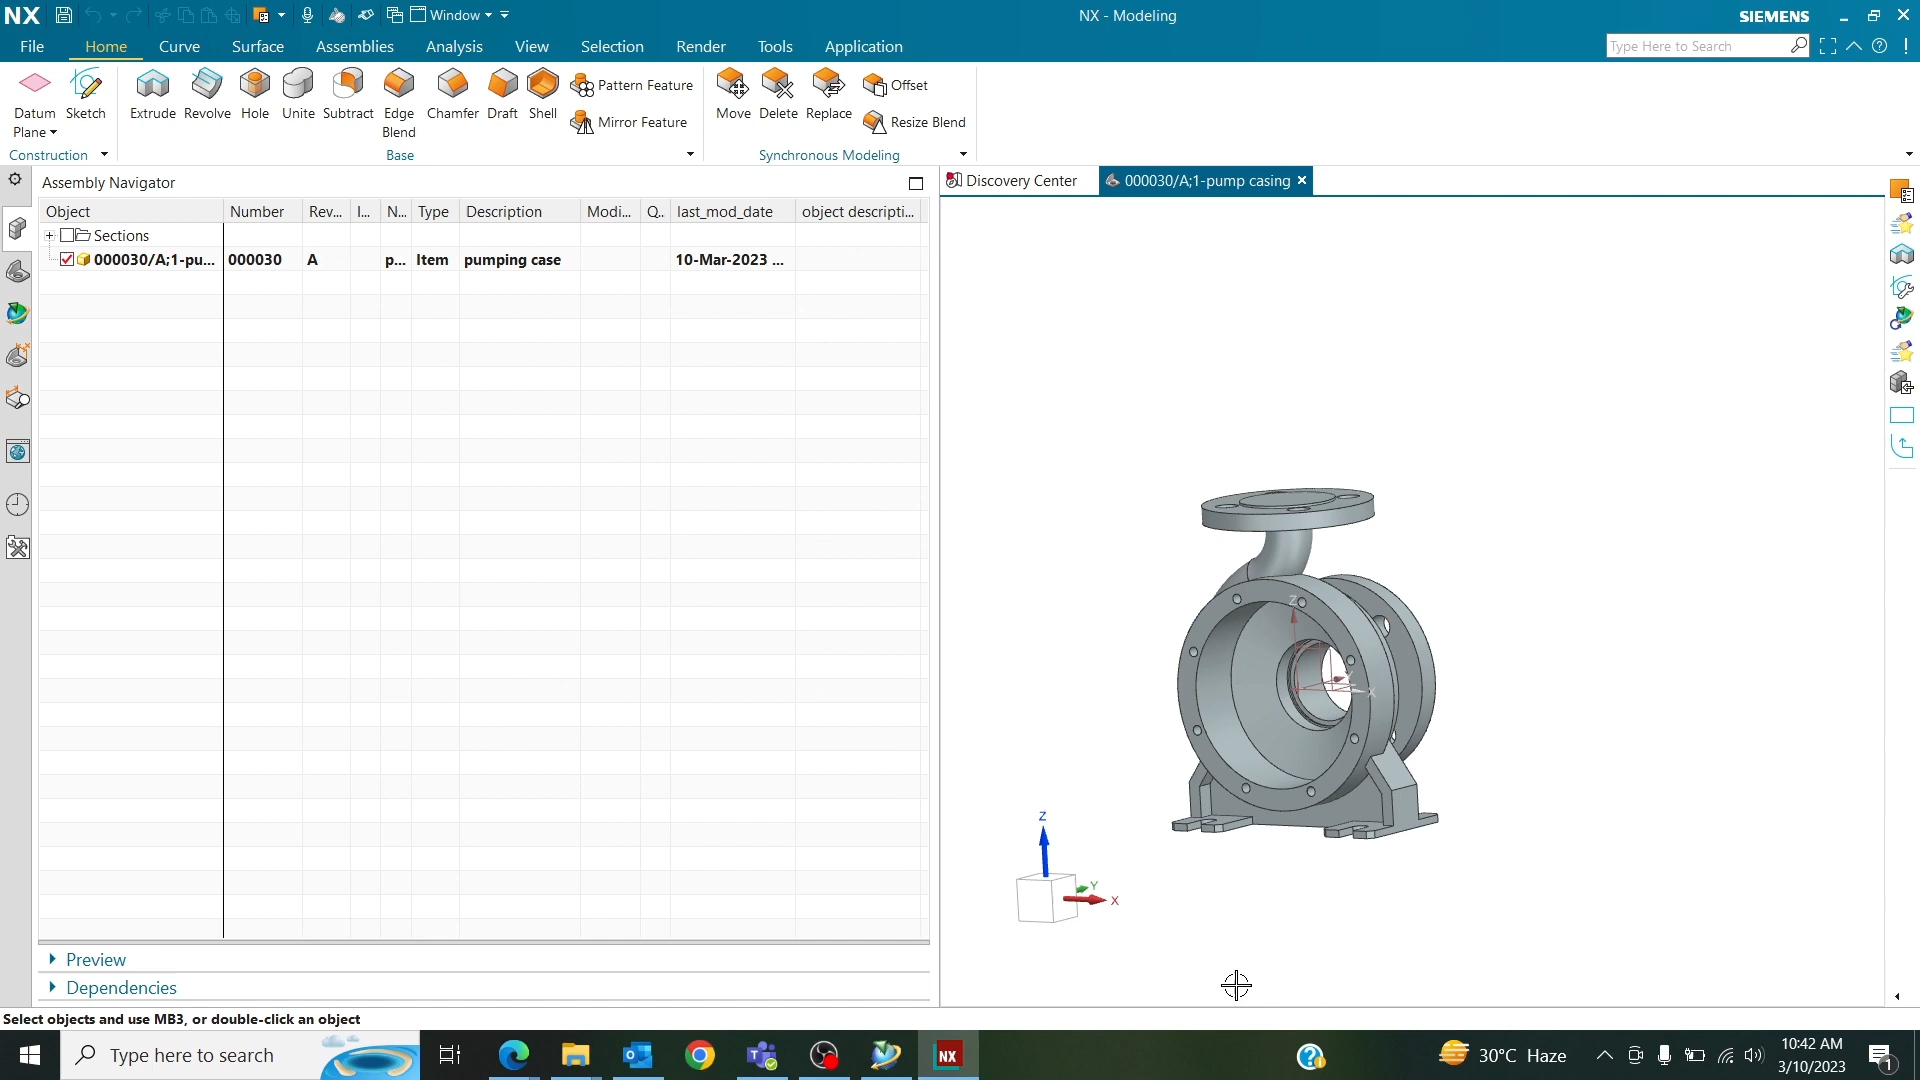 NX Window NX - Modeling SIEMENS
File Home Curve Surface Assemblies Analysis View Selection Render Tools Application Type Here to Search
Datum Plane Sketch Extrude Revolve Hole Unite Subtract Edge Blend Chamfer Draft Shell Pattern Feature Mirror Feature Move Delete Replace Offset Resize Blend
Construction Base Synchronous Modeling
Assembly Navigator Discovery Center 000030/A;1-pump casing
Object Number Rev... I... N... Type Description Modi... Q.. last_mod_date object descripti...
Sections
000030/A;1-pu... 000030 A p... Item pumping case 10-Mar-2023 ...
Z
Y
X
Z
Y
X
Preview
Dependencies
Select objects and use MB3, or double-click an object
Type here to search NX 30°C Haze 10:42 AM
3/10/2023 1